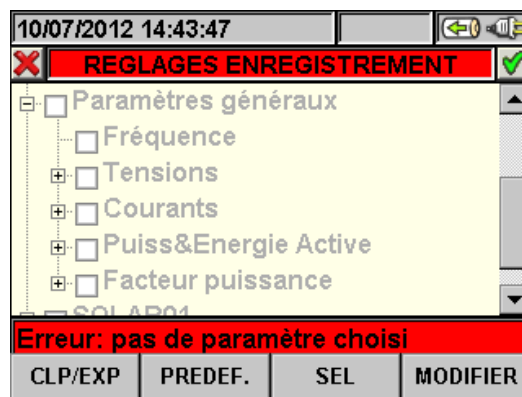 10/07/2012 14:43:47
REGLAGES ENREGISTREMENT
Paramètres généraux
Fréquence
Tensions
Courants
Puiss&Energie Active
Facteur puissance
SOLAR01
Erreur: pas de paramètre choisi
CLP/EXP PREDEF. SEL MODIFIER